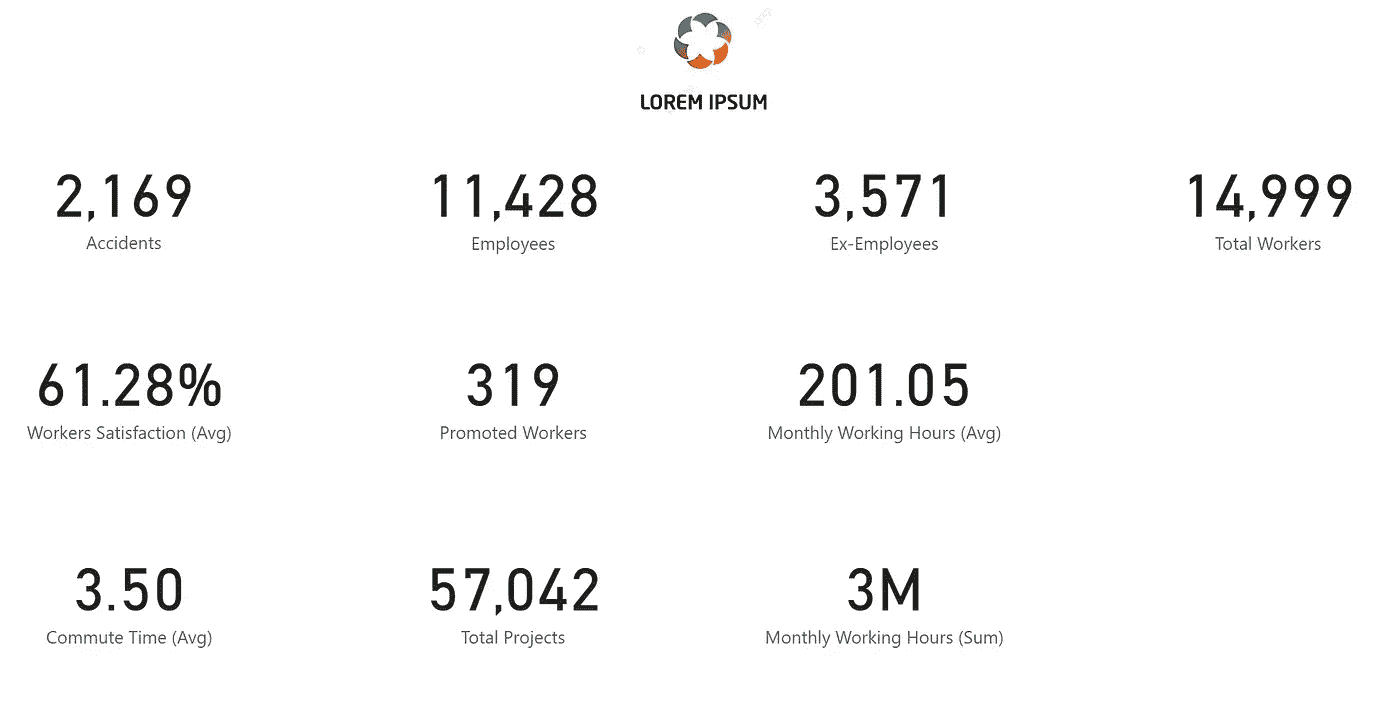 LOREM IPSUM
2,169
Accidents
11,428
Employees
3,571
Ex-Employees
14,999
Total Workers
61.28%
Workers Satisfaction (Avg)
319
Promoted Workers
201.05
Monthly Working Hours (Avg)
3.50
Commute Time (Avg)
57,042
Total Projects
3M
Monthly Working Hours (Sum)